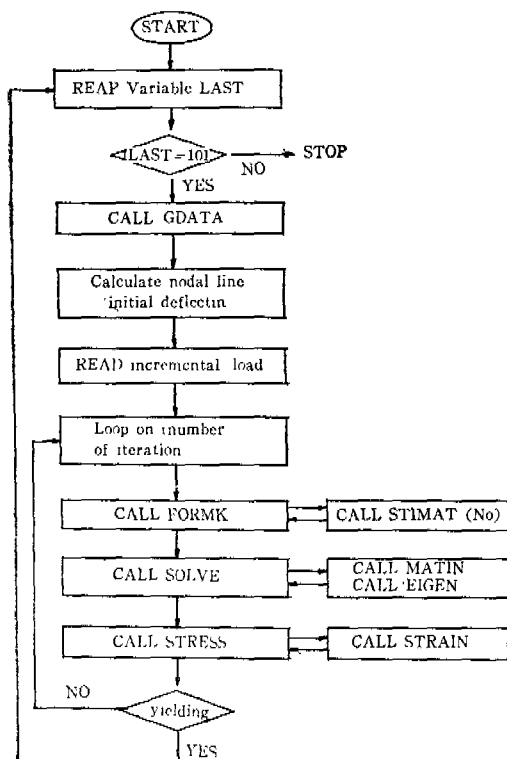 START
REAP Variable LAST
ILAST=101
NO
STOP
YES
CALL GDATA
Calculate nodal line
initial deflectin
READ incremental load
Loop on number
of iteration
CALL FORMK
CALL STIMAT (No)
CALL SOLVE
CALL MATIN
CALL EIGEN
CALL STRESS
CALL STRAIN
NO
yielding
YES